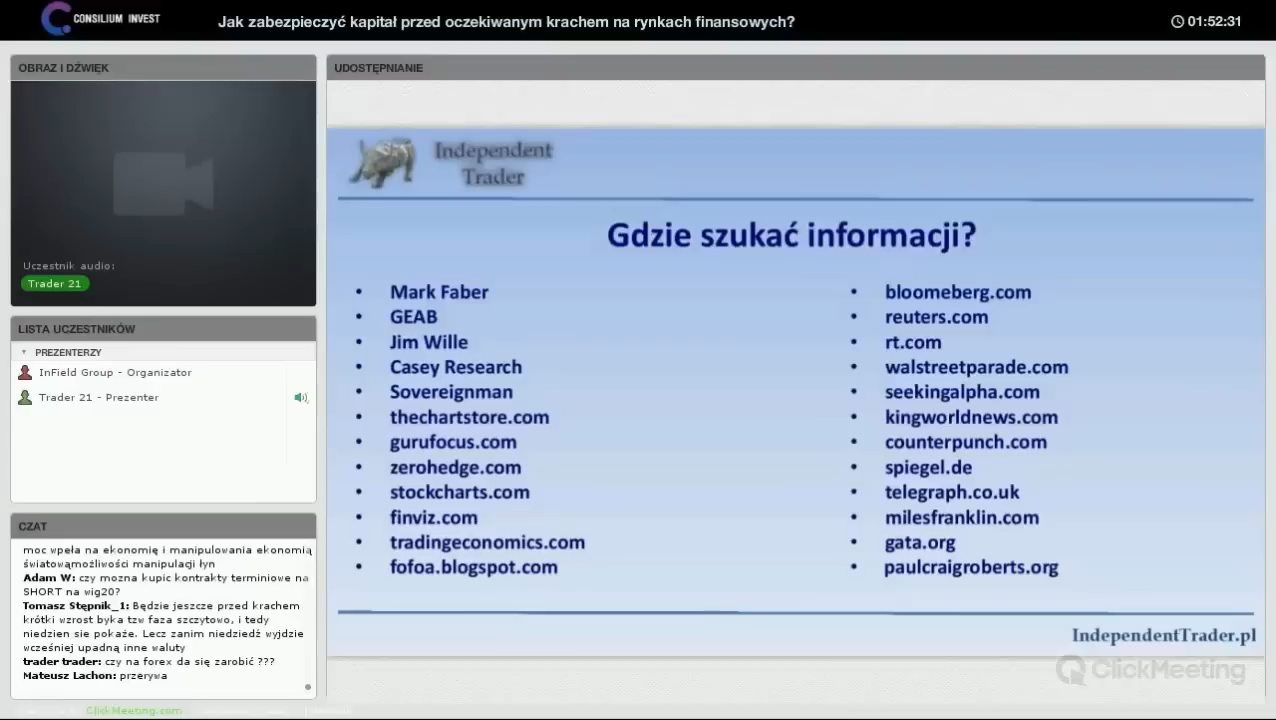 CONSILIUM INVEST
Jak zabezpieczyć kapitał przed oczekiwanym krachem na rynkach finansowych?
01:52:31
OBRAZ I DŹWIĘK
Uczestnik audio:
Trader 21
LISTA UCZESTNIKÓW
PREZENTERZY
InField Group - Organizator
Trader 21 - Prezenter
CZAT
moc wpeła na ekonomię i manipulowania ekonomią
światowąmożliwości manipulacji łyn
Adam W: czy mozna kupic kontrakty terminiowe na
SHORT na wig20?
Tomasz Stępnik_1: Będzie jeszcze przed krachem
krótki wzrost byka tzw faza szczytowo, i tedy
niedzien sie pokaże. Lecz zanim niedziedź wyjdzie
wcześniej upadną inne waluty
trader trader: czy na forex da się zarobić ???
Mateusz Lachon: przerywa
ClickMeeting.com
UDOSTĘPNIANIE
Independent
Trader
Gdzie szukać informacji?
• Mark Faber
• GEAB
• Jim Wille
• Casey Research
• Sovereignman
• thechartstore.com
• gurufocus.com
• zerohedge.com
• stockcharts.com
• finviz.com
• tradingeconomics.com
• fofoa.blogspot.com
• bloomeberg.com
• reuters.com
• rt.com
• walstreetparade.com
• seekingalpha.com
• kingworldnews.com
• counterpunch.com
• spiegel.de
• telegraph.co.uk
• milesfranklin.com
• gata.org
• paulcraigroberts.org
IndependentTrader.pl
ClickMeeting